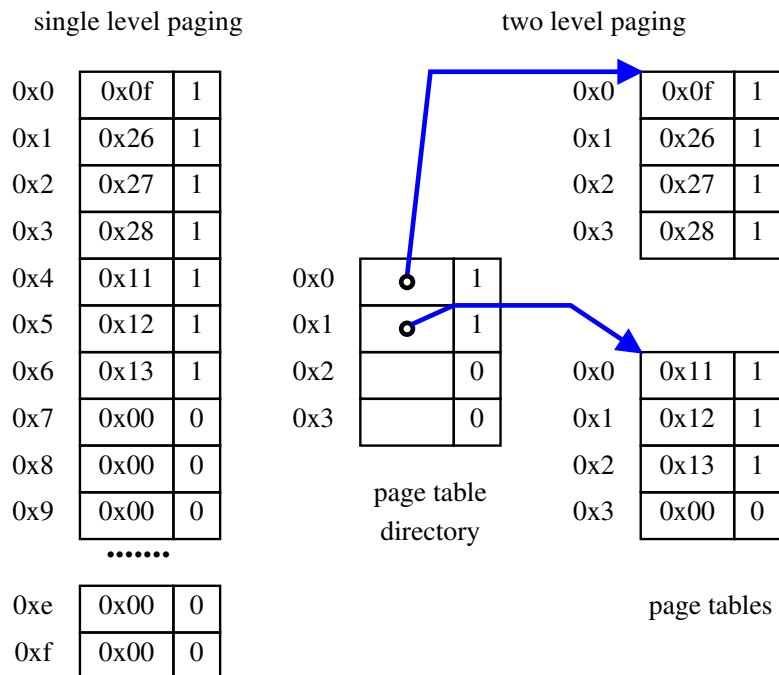 single level paging
0x0 0x0f 1
0x1 0x26 1
0x2 0x27 1
0x3 0x28 1
0x4 0x11 1
0x5 0x12 1
0x6 0x13 1
0x7 0x00 0
0x8 0x00 0
0x9 0x00 0
.......
0xe 0x00 0
0xf 0x00 0
two level paging
0x0 1
0x1 1
0x2 0
0x3 0
page table
directory
0x0 0x0f 1
0x1 0x26 1
0x2 0x27 1
0x3 0x28 1
0x0 0x11 1
0x1 0x12 1
0x2 0x13 1
0x3 0x00 0
page tables